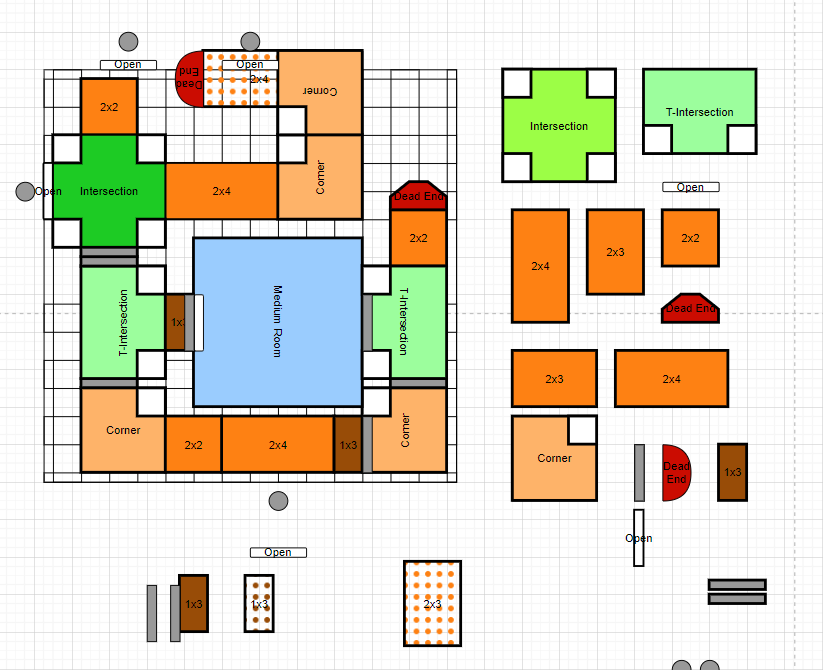 Open
Open
Dead
End
2x4
Corner
2x2
Intersection
T-Intersection
Open
Intersection
2x4
Corner
Open
Dead End
2x2
2x4
2x3
2x2
T-Intersection
1x3
Medium Room
T-Intersection
Dead End
2x3
2x4
Corner
2x2
2x4
1x3
Corner
Corner
Dead
End
1x3
Open
Open
1x3
1x3
2x3